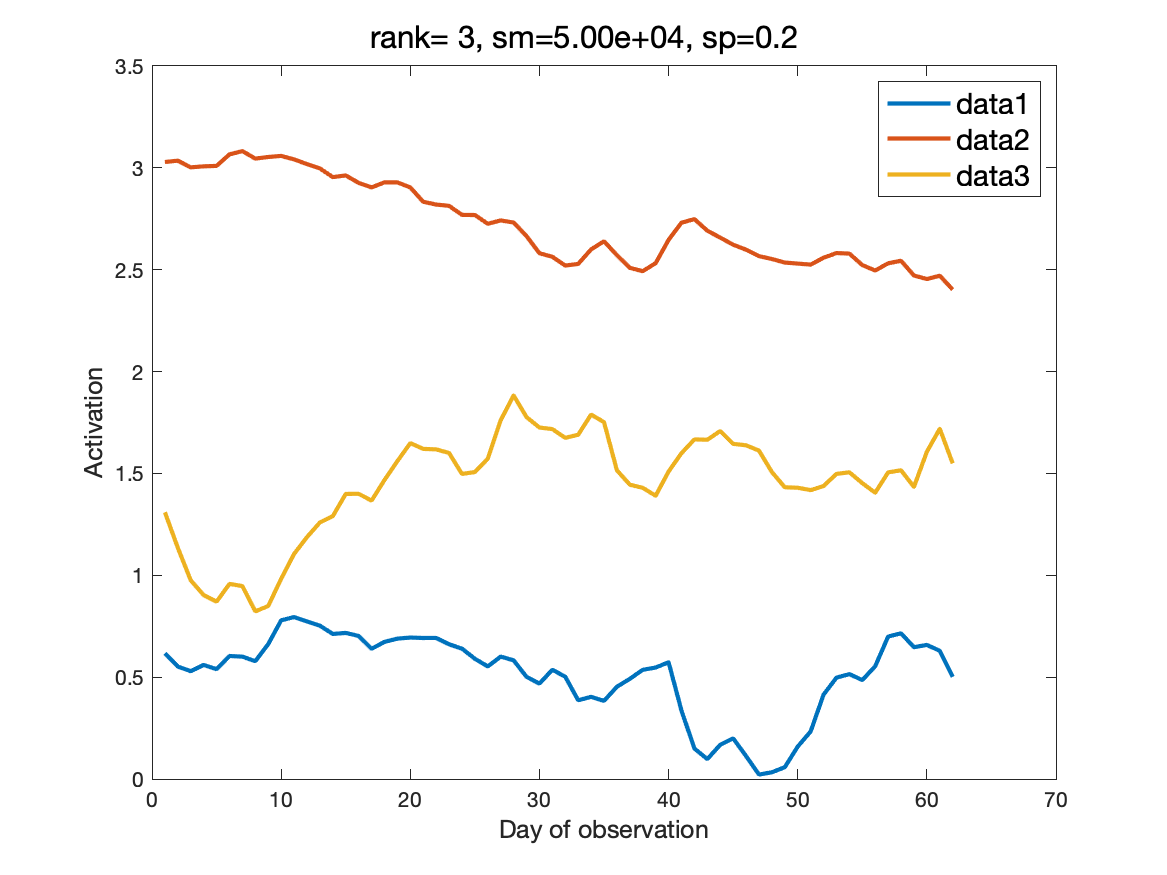 rank= 3, sm=5.00e+04, sp=0.2
3.5
3
2.5
2
1.5
1
0.5
0
Activation
data1
data2
data3
0 10 20 30 40 50 60 70
Day of observation